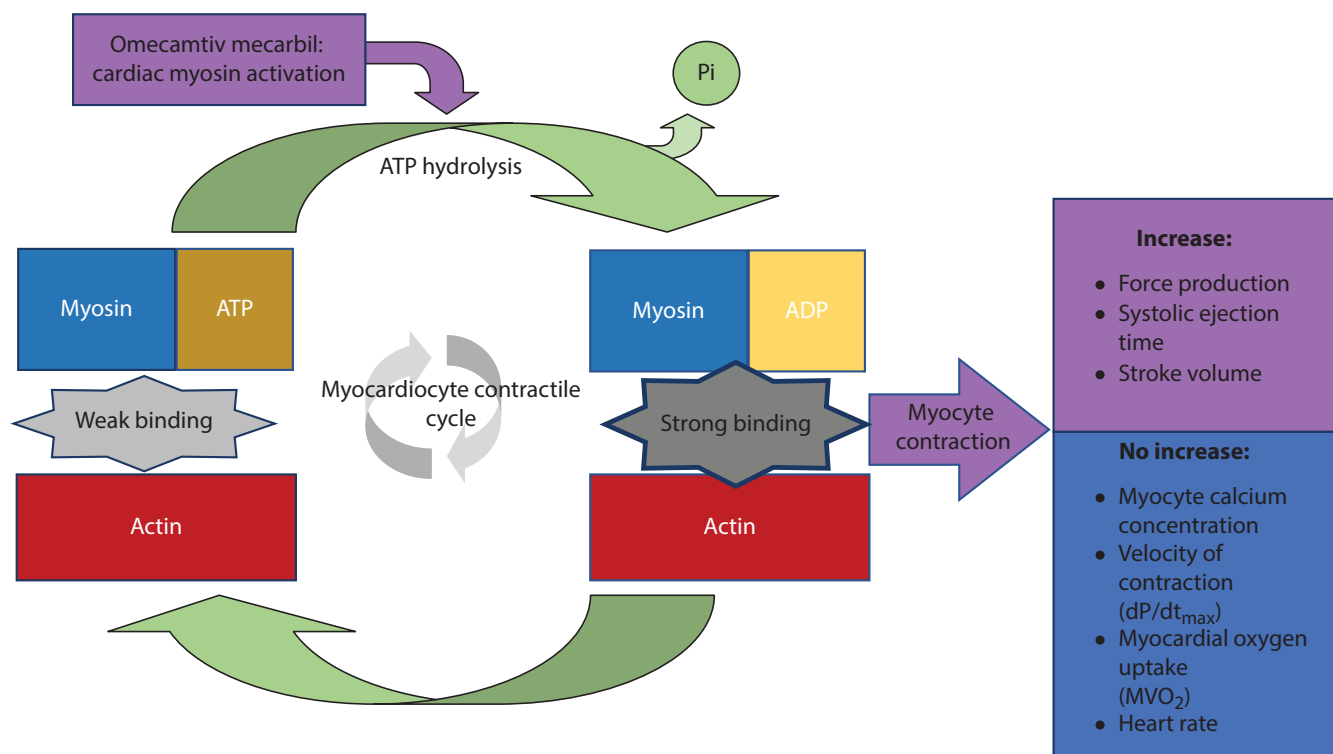 Omecamtiv mecarbil:
cardiac myosin activation
Pi
ATP hydrolysis
Myosin
ATP
Weak binding
Actin
Myocardiocyte contractile
cycle
Myosin
ADP
Strong binding
Actin
Myocyte
contraction
Increase:
• Force production
• Systolic ejection
time
• Stroke volume
No increase:
• Myocyte calcium
concentration
• Velocity of
contraction
(dP/dtmax)
• Myocardial oxygen
uptake
(MVO2)
• Heart rate